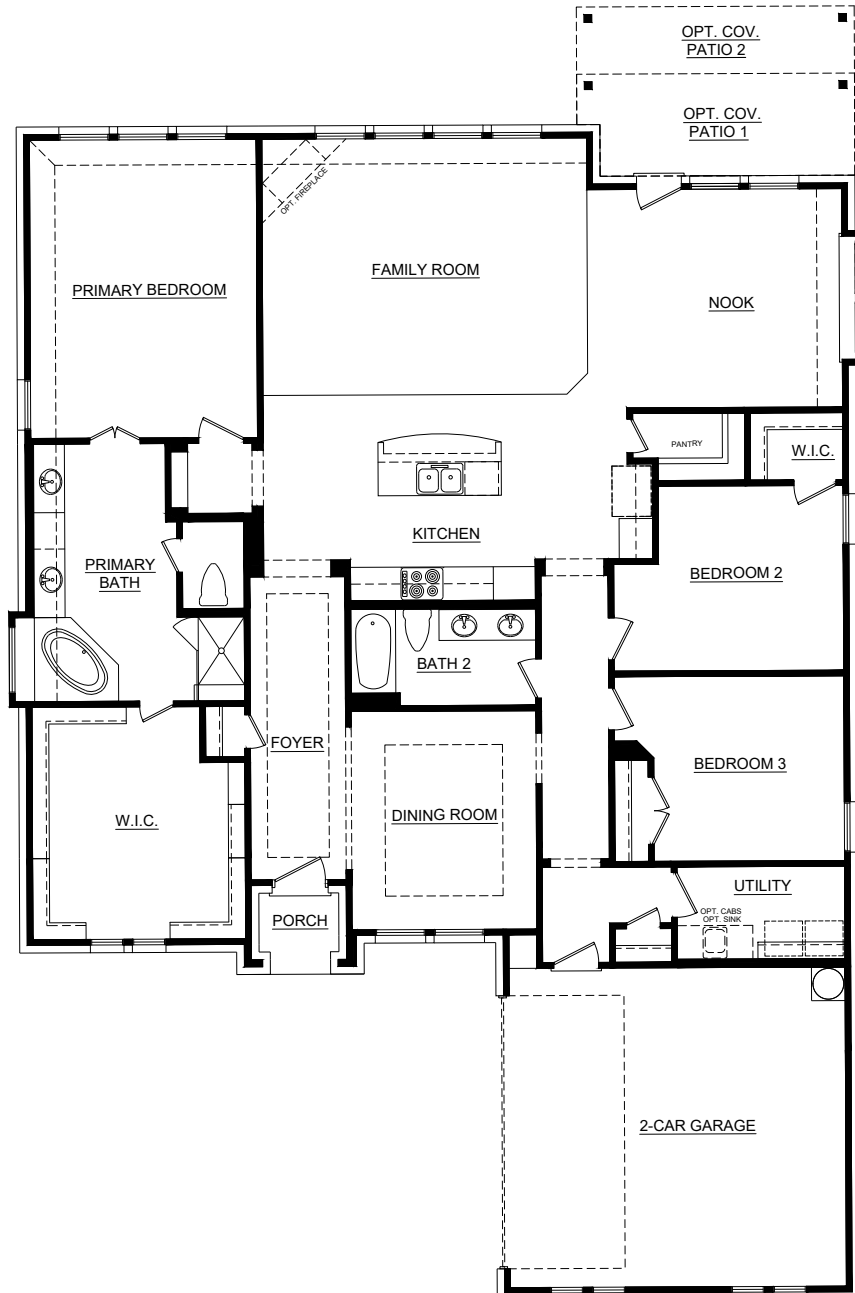 OPT. COV.
PATIO 2
OPT. COV.
PATIO 1
OPT. FIREPLACE
FAMILY ROOM
PRIMARY BEDROOM
NOOK
PANTRY
W.I.C.
KITCHEN
PRIMARY
BATH
BEDROOM 2
BATH 2
FOYER
BEDROOM 3
W.I.C.
DINING ROOM
UTILITY
OPT. CABS
OPT. SINK
PORCH
2-CAR GARAGE